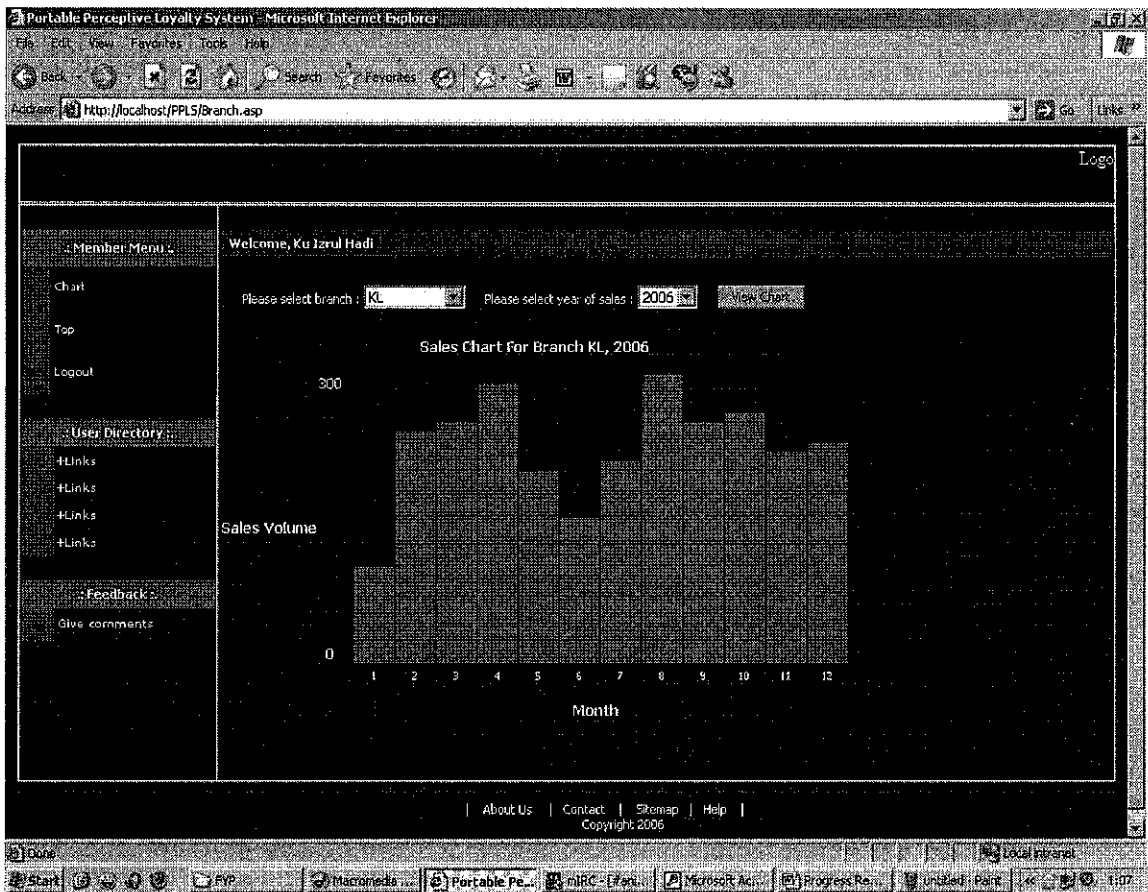 Portable Perceptive Loyalty System - Microsoft Internet Explorer
File Edit View Favorites Tools Help
Back Search Favorites
Address http://localhost/PPLS/Branch.asp Go Links »
Logo
.: Member Menu :.
Chart
Top
Logout
.: User Directory :.
+Links
+Links
+Links
+Links
.: Feedback :.
Give comments
Welcome, Ku Izrul Hadi
Please select branch : KL Please select year of sales : 2006 View Chart
Sales Chart For Branch KL, 2006
300
Sales Volume
0
1 2 3 4 5 6 7 8 9 10 11 12
Month
| About Us | Contact | Sitemap | Help |
Copyright 2006
Done Local intranet
Start FYP Macromedia ... Portable Pe... mIRC - [#ani... Microsoft Ac... Progress Re... untitled - Paint 1:07